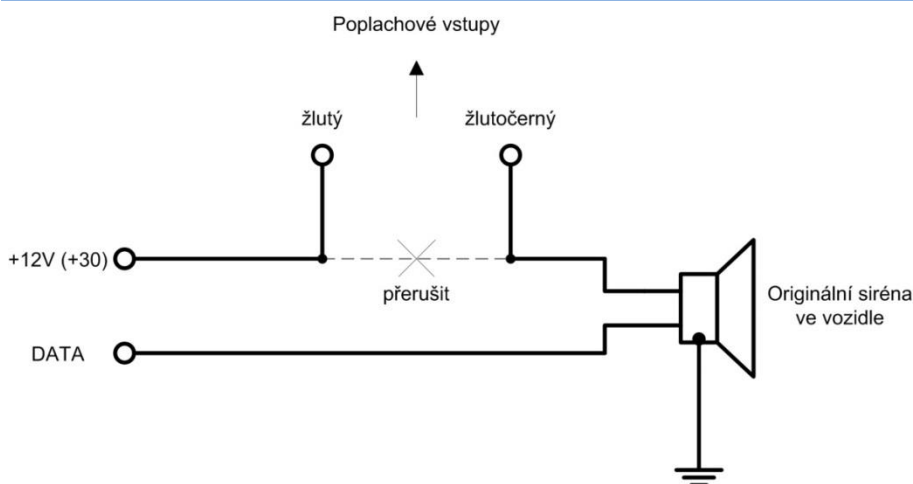 Poplachové vstupy
žlutý
žlutočerný
+12V (+30)
přerušit
Originální siréna
ve vozidle
DATA